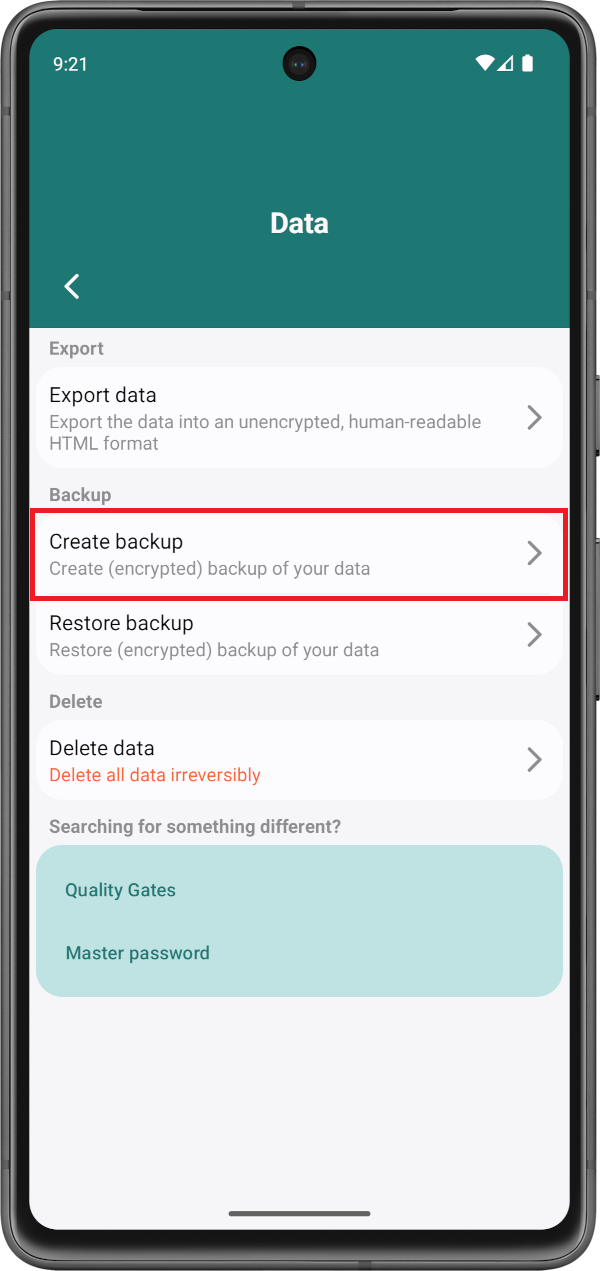 9:21
Data
Export
Export data
Export the data into an unencrypted, human-readable
HTML format
Backup
Create backup
Create (encrypted) backup of your data
Restore backup
Restore (encrypted) backup of your data
Delete
Delete data
Delete all data irreversibly
Searching for something different?
Quality Gates
Master password